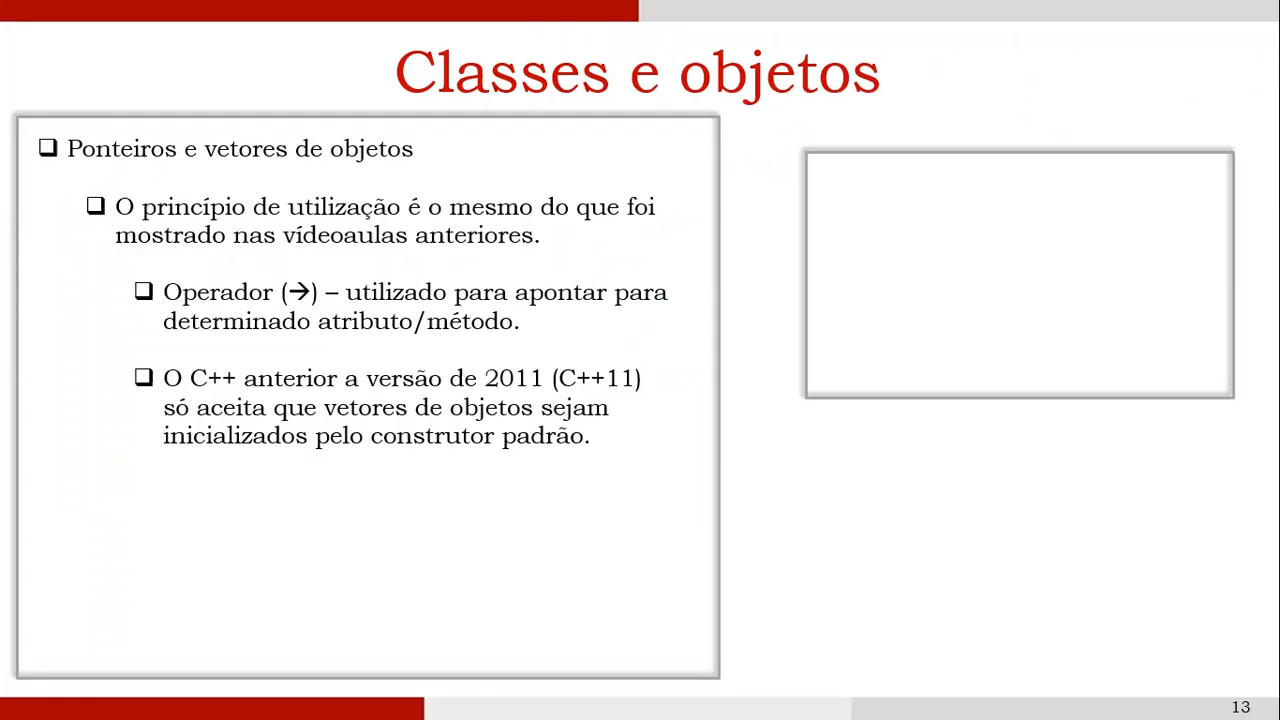 Classes e objetos
❑ Ponteiros e vetores de objetos
❑ O princípio de utilização é o mesmo do que foi
mostrado nas vídeoaulas anteriores.
❑ Operador (→) – utilizado para apontar para
determinado atributo/método.
❑ O C++ anterior a versão de 2011 (C++11)
só aceita que vetores de objetos sejam
inicializados pelo construtor padrão.
13